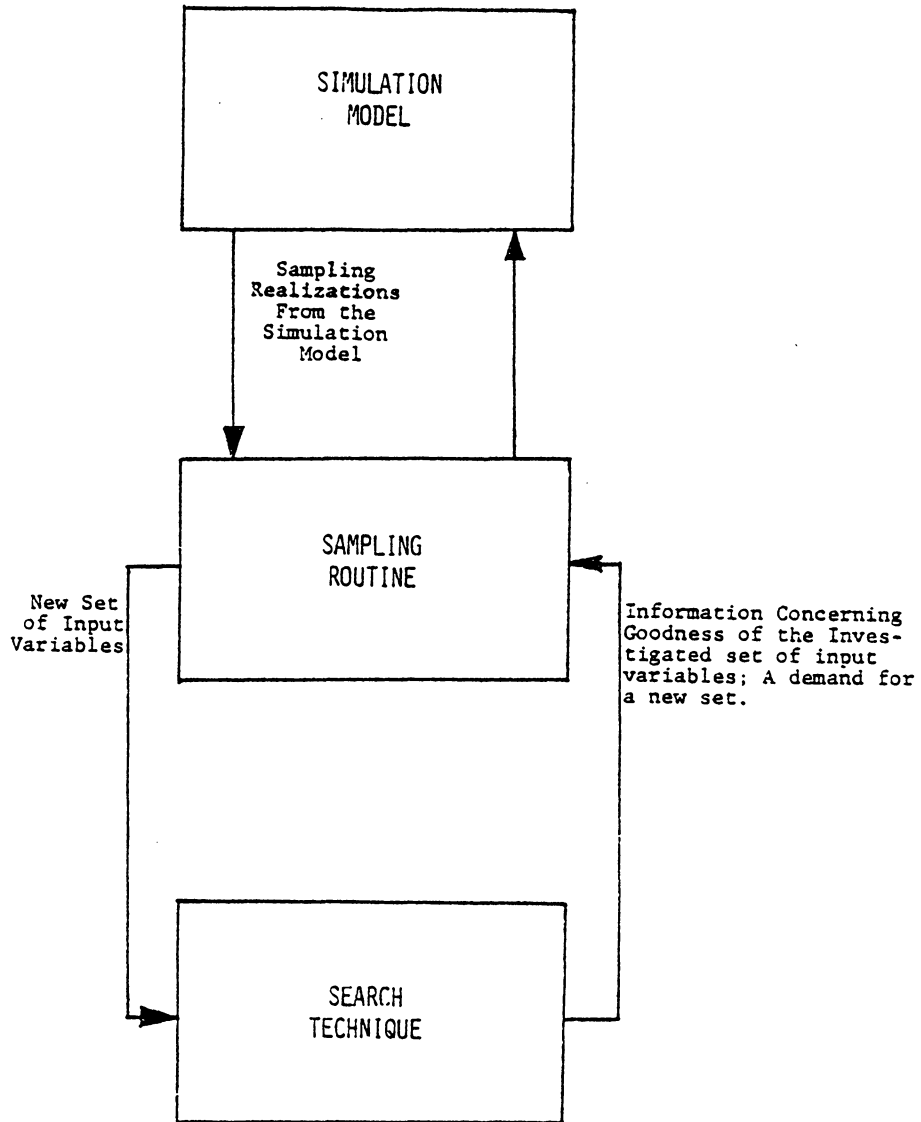 SIMULATION
MODEL
Sampling
Realizations
From the
Simulation
Model
SAMPLING
ROUTINE
New Set
of Input
Variables
Information Concerning
Goodness of the Inves-
tigated set of input
variables; A demand for
a new set.
SEARCH
TECHNIQUE